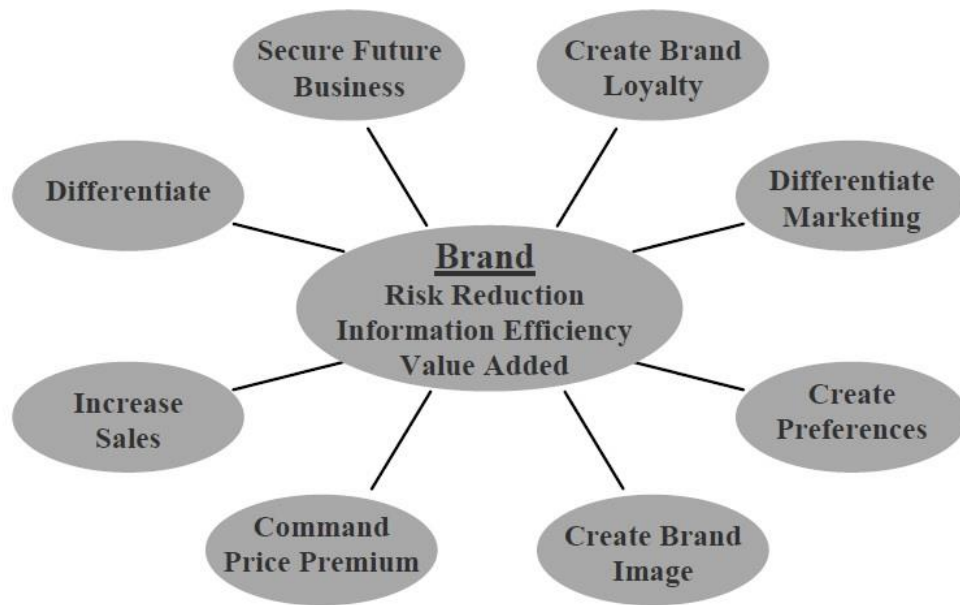 Secure Future
Business
Create Brand
Loyalty
Differentiate
Differentiate
Marketing
Brand
Risk Reduction
Information Efficiency
Value Added
Increase
Sales
Create
Preferences
Command
Price Premium
Create Brand
Image